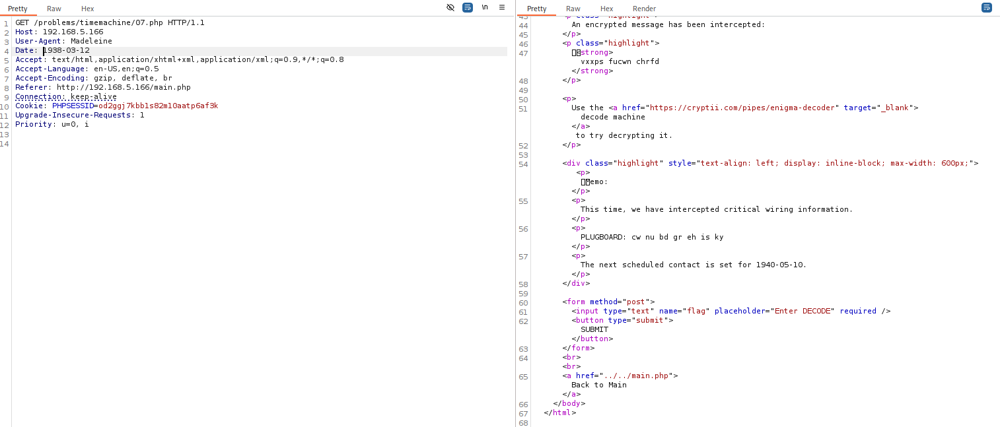 Pretty Raw Hex
\n
1 GET /problems/timemachine/07.php HTTP/1.1
2 Host: 192.168.5.166
3 User-Agent: Madeleine
4 Date: 1938-03-12
5 Accept: text/html,application/xhtml+xml,application/xml;q=0.9,*/*;q=0.8
6 Accept-Language: en-US,en;q=0.5
7 Accept-Encoding: gzip, deflate, br
8 Referer: http://192.168.5.166/main.php
9 Connection: keep-alive
10 Cookie: PHPSESSID=od2ggj7kbb1s82m10aatp6af3k
11 Upgrade-Insecure-Requests: 1
12 Priority: u=0, i
13
14
Pretty Raw Hex Render
44 An encrypted message has been intercepted:
45 </p>
46 <p class="highlight">
47 <strong>
vxxps fucwn chrfd
</strong>
48 </p>
49
50 <p>
51 Use the <a href="https://cryptii.com/pipes/enigma-decoder" target="_blank">
decode machine
</a>
to try decrypting it.
52 </p>
53
54 <div class="highlight" style="text-align: left; display: inline-block; max-width: 600px;">
<p>
Memo:
</p>
55 <p>
This time, we have intercepted critical wiring information.
</p>
56 <p>
PLUGBOARD: cw nu bd gr eh is ky
</p>
57 <p>
The next scheduled contact is set for 1940-05-10.
</p>
58 </div>
59
60 <form method="post">
61 <input type="text" name="flag" placeholder="Enter DECODE" required />
62 <button type="submit">
SUBMIT
</button>
63 </form>
64 <br>
<br>
65 <a href="../../main.php">
Back to Main
</a>
66 </body>
67 </html>
68